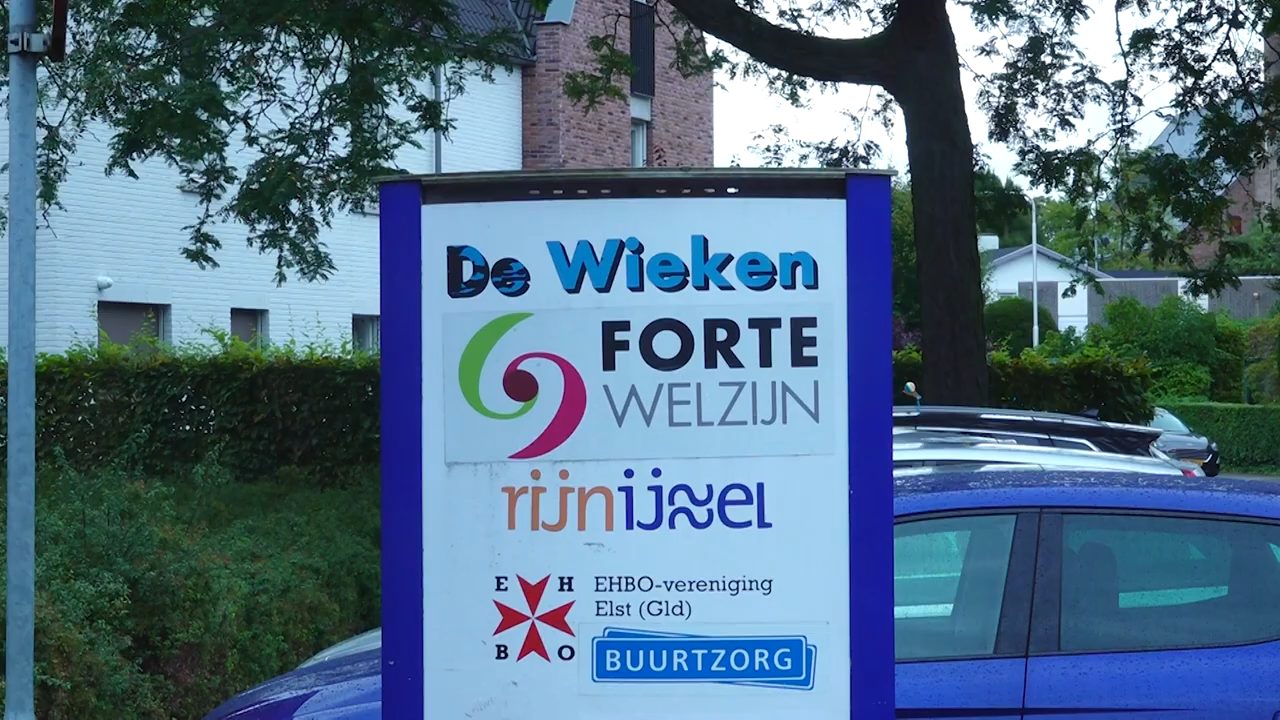 De Wieken
FORTE
WELZIJN
rijnijssel
E H
B O
EHBO-vereniging
Elst (Gld)
BUURTZORG